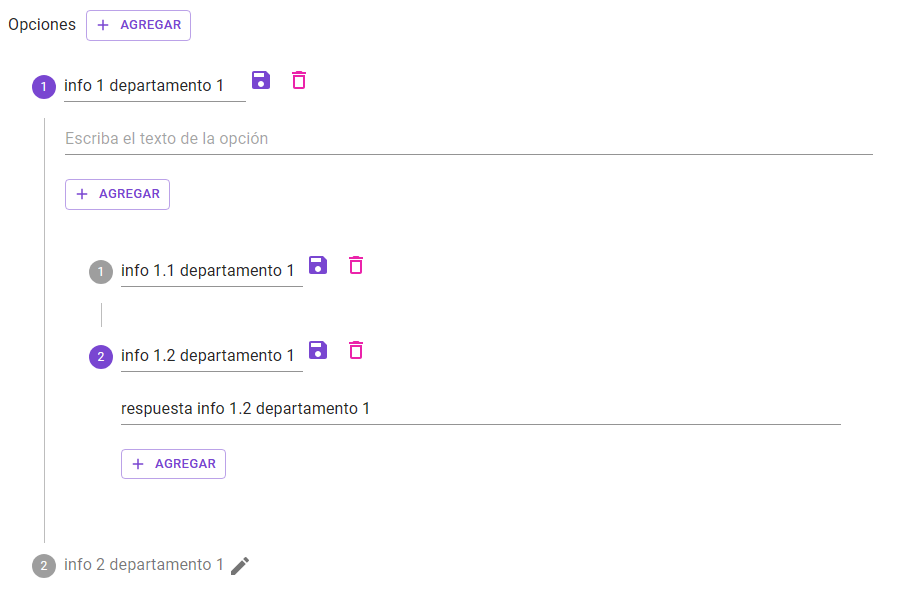 Opciones + AGREGAR
1 info 1 departamento 1
Escriba el texto de la opción
+ AGREGAR
1 info 1.1 departamento 1
2 info 1.2 departamento 1
respuesta info 1.2 departamento 1
+ AGREGAR
2 info 2 departamento 1